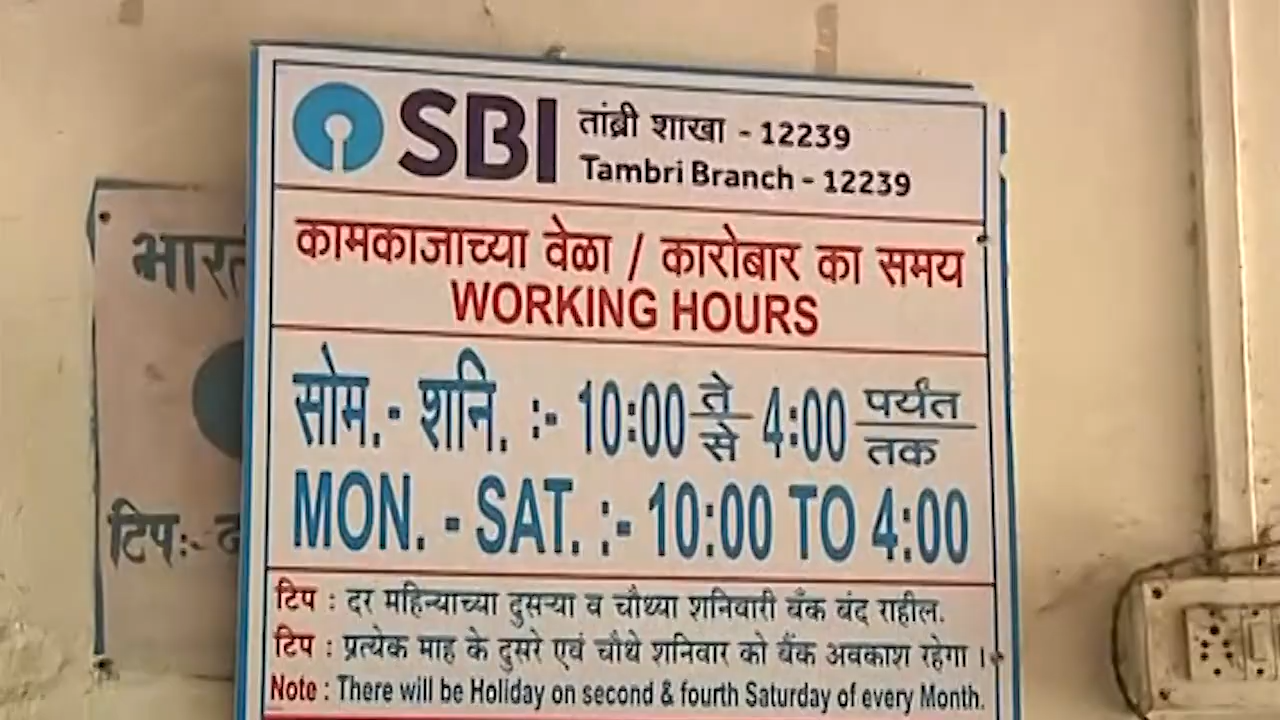 SBI तांब्री शाखा - 12239
Tambri Branch - 12239
कामकाजाच्या वेळा / कारोबार का समय
WORKING HOURS
सोम.- शनि. :- 10:00 ते से 4:00 पर्यंत तक
MON. - SAT. :- 10:00 TO 4:00
टिप : दर महिन्याच्या दुसऱ्या व चौथ्या शनिवारी बँक बंद राहील.
टिप : प्रत्येक माह के दुसरे एवं चौथे शनिवार को बैंक अवकाश रहेगा ।
Note : There will be Holiday on second & fourth Saturday of every Month.
टिप:-